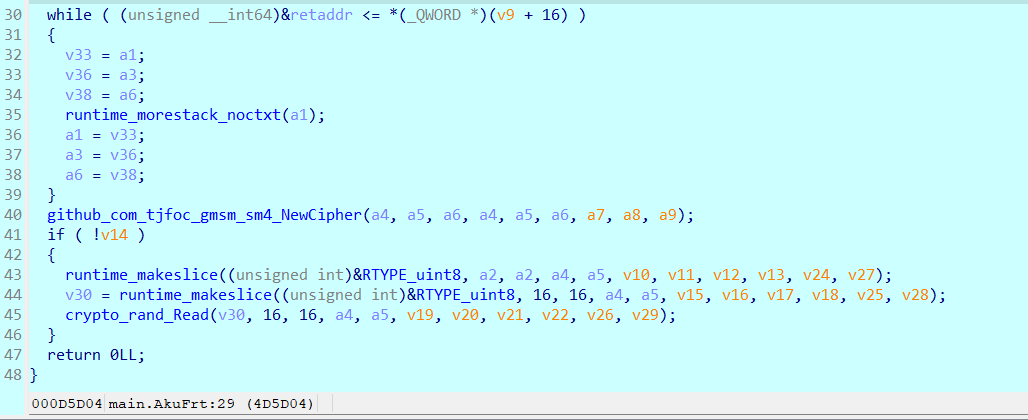 30 while ( (unsigned __int64)&retaddr <= *(_QWORD *)(v9 + 16) )
31 {
32 v33 = a1;
33 v36 = a3;
34 v38 = a6;
35 runtime_morestack_noctxt(a1);
36 a1 = v33;
37 a3 = v36;
38 a6 = v38;
39 }
40 github_com_tjfoc_gmsm_sm4_NewCipher(a4, a5, a6, a4, a5, a6, a7, a8, a9);
41 if ( !v14 )
42 {
43 runtime_makeslice((unsigned int)&RTYPE_uint8, a2, a2, a4, a5, v10, v11, v12, v13, v24, v27);
44 v30 = runtime_makeslice((unsigned int)&RTYPE_uint8, 16, 16, a4, a5, v15, v16, v17, v18, v25, v28);
45 crypto_rand_Read(v30, 16, 16, a4, a5, v19, v20, v21, v22, v26, v29);
46 }
47 return 0LL;
48 }
000D5D04 main.AkuFrt:29 (4D5D04)